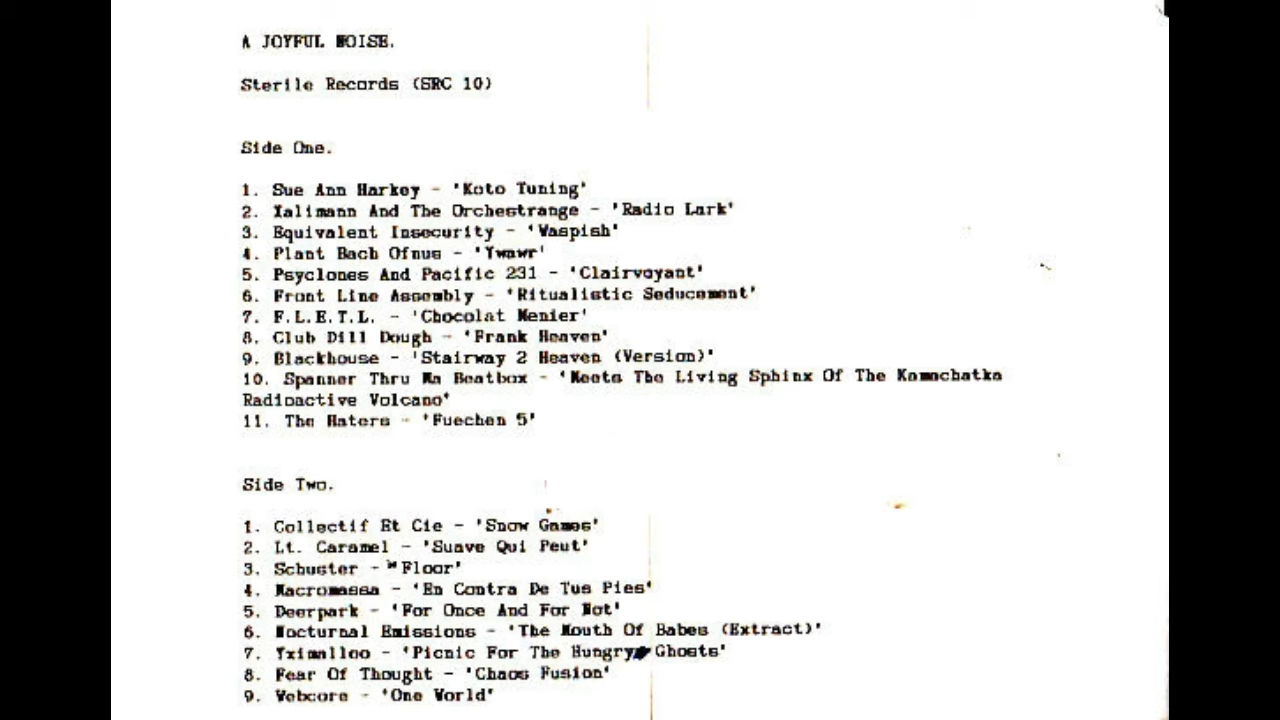 A JOYFUL NOISE.
Sterile Records (SRC 10)
Side One.
1. Sue Ann Harkey - 'Koto Tuning'
2. Xalimann And The Orchestrange - 'Radio Lark'
3. Equivalent Insecurity - 'Waspish'
4. Plant Bach Ofnus - 'Twawr'
5. Psyclones And Pacific 231 - 'Clairvoyant'
6. Front Line Assembly - 'Ritualistic Seducement'
7. F.L.E.T.L. - 'Chocolat Menier'
8. Club Dill Dough - 'Frank Heaven'
9. Blackhouse - 'Stairway 2 Heaven (Version)'
10. Spanner Thru Ma Beatbox - 'Meets The Living Sphinx Of The Kamachatka
Radioactive Volcano'
11. The Haters - 'Fuechen 5'
Side Two.
1. Collectif Et Cie - 'Snow Games'
2. Lt. Caramel - 'Suave Qui Peut'
3. Schuster - 'Floor'
4. Macromassa - 'En Contra De Tus Pies'
5. Deerpark - 'For Once And For Not'
6. Nocturnal Emissions - 'The Mouth Of Babes (Extract)'
7. Yximalloo - 'Picnic For The Hungry Ghosts'
8. Fear Of Thought - 'Chaos Fusion'
9. Webcore - 'One World'